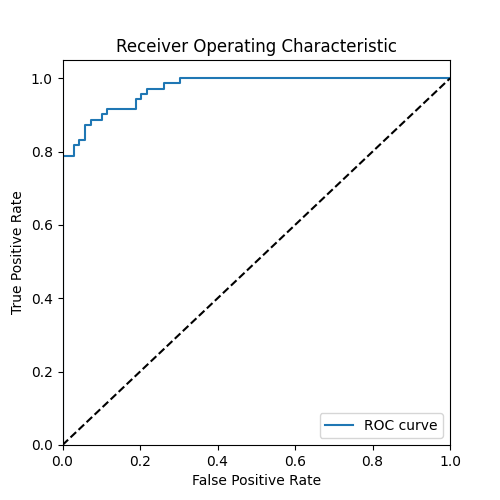 Receiver Operating Characteristic
True Positive Rate
1.0
0.8
0.6
0.4
0.2
0.0
ROC curve
0.0 0.2 0.4 0.6 0.8 1.0
False Positive Rate